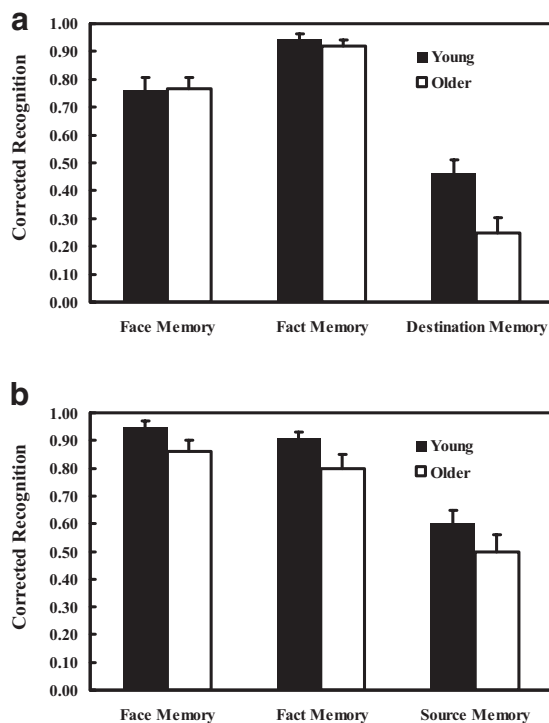 a
Corrected Recognition
1.00
0.90
0.80
0.70
0.60
0.50
0.40
0.30
0.20
0.10
0.00
Young
Older
Face Memory
Fact Memory
Destination Memory
b
Corrected Recognition
1.00
0.90
0.80
0.70
0.60
0.50
0.40
0.30
0.20
0.10
0.00
Young
Older
Face Memory
Fact Memory
Source Memory